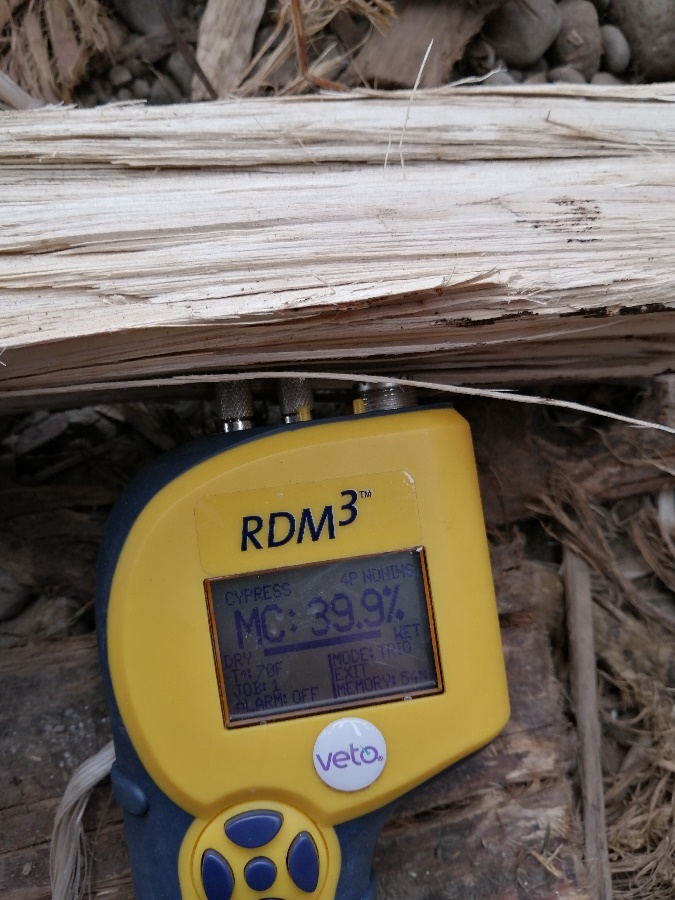 RDM3™
CYPRESS 4P NONINS
MC: 39.9%
DRY WET
T~: 70F MODE: TRIG
JOB: 1 EXIT
ALARM: OFF MEMORY: 54%
veto®